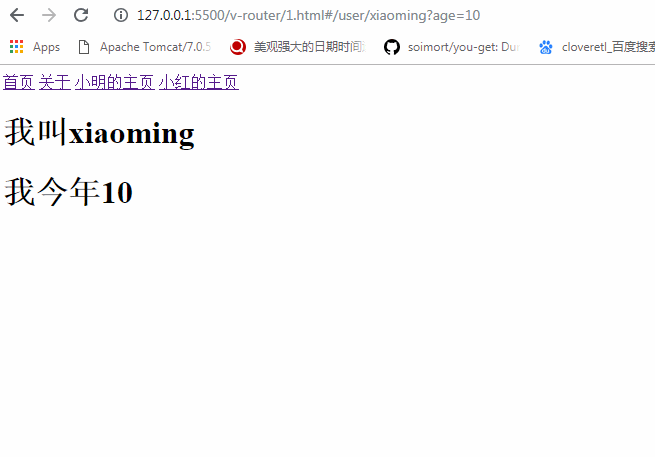 127.0.0.1:5500/v-router/1.html#/user/xiaoming?age=10
Apps Apache Tomcat/7.0.5 美观强大的日期时间 soimort/you-get: Du cloveretl_百度搜索
首页 关于 小明的主页 小红的主页
我叫xiaoming
我今年10